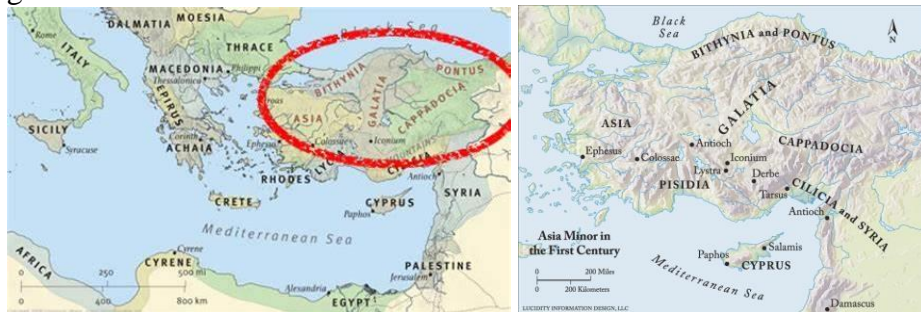 g
DALMATIA
MOESIA
Black Sea
Rome
ITALY
THRACE
MACEDONIA
Philippi
Thessalonica
EPIRUS
BITHYNIA
PONTUS
GALATIA
ASIA
CAPPADOCIA
SICILY
Syracuse
Corinth
ACHAIA
Ephesus
Colossae
Iconium
MOUNTAINS
CILICIA
RHODES
Antioch
SYRIA
CRETE
CYPRUS
Paphos
Mediterranean Sea
Cyrene
CYRENE
AFRICA
0 250 500 mi
0 400 800 km
Alexandria
EGYPT
PALESTINE
Jerusalem
Black
Sea
N
BITHYNIA and PONTUS
GALATIA
ASIA
CAPPADOCIA
Ephesus
Colossae
Antioch
Iconium
Lystra
Derbe
PISIDIA
Tarsus
CILICIA and SYRIA
Antioch
Asia Minor in
the First Century
0 200 Miles
0 200 Kilometers
Paphos
Salamis
CYPRUS
Mediterranean Sea
Damascus
LUCIDITY INFORMATION DESIGN, LLC